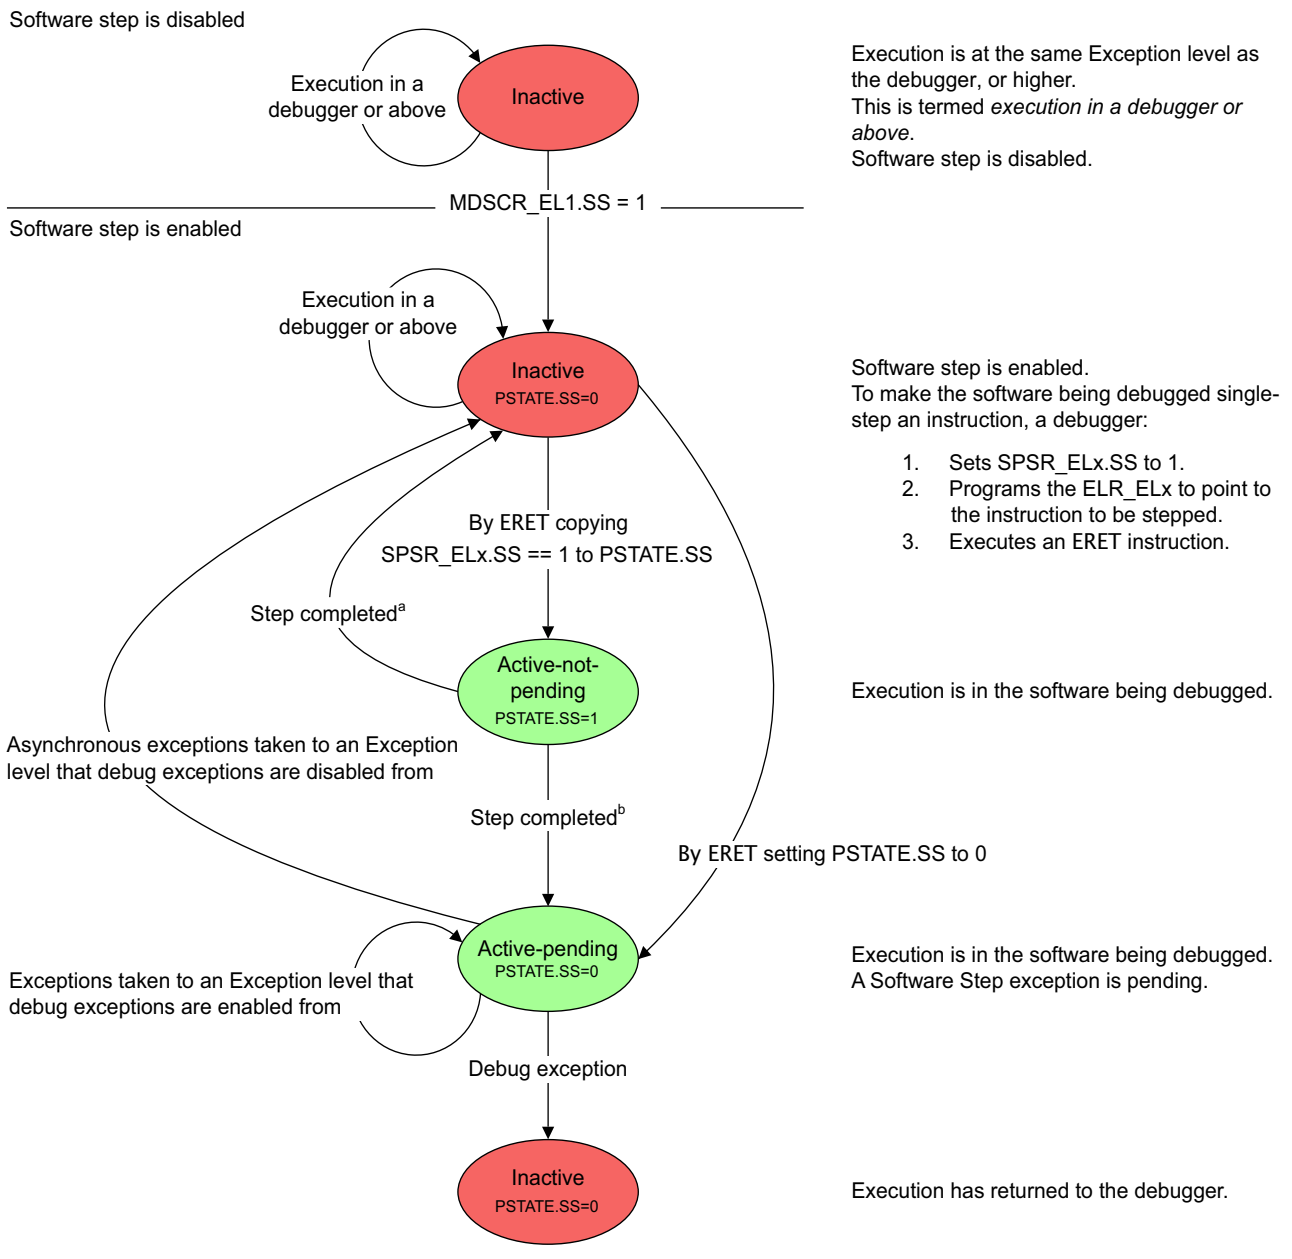 Software step is disabled
Execution in a
debugger or above
Inactive
Execution is at the same Exception level as
the debugger, or higher.
This is termed execution in a debugger or
above.
Software step is disabled.
MDSCR_EL1.SS = 1
Software step is enabled
Execution in a
debugger or above
Inactive
PSTATE.SS=0
Software step is enabled.
To make the software being debugged single-
step an instruction, a debugger:
1. Sets SPSR_ELx.SS to 1.
2. Programs the ELR_ELx to point to
the instruction to be stepped.
3. Executes an ERET instruction.
By ERET copying
SPSR_ELx.SS == 1 to PSTATE.SS
Step completedᵃ
Active-not-
pending
PSTATE.SS=1
Execution is in the software being debugged.
Asynchronous exceptions taken to an Exception
level that debug exceptions are disabled from
Step completedᵇ
By ERET setting PSTATE.SS to 0
Active-pending
PSTATE.SS=0
Execution is in the software being debugged.
A Software Step exception is pending.
Exceptions taken to an Exception level that
debug exceptions are enabled from
Debug exception
Inactive
PSTATE.SS=0
Execution has returned to the debugger.